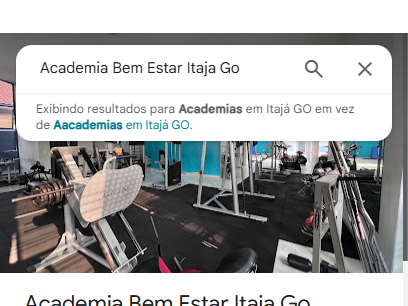 Academia Bem Estar Itaja Go
Exibindo resultados para Academias em Itajá GO em vez
de Aacademias em Itajá GO.
Academia Bem Estar Itaja Go